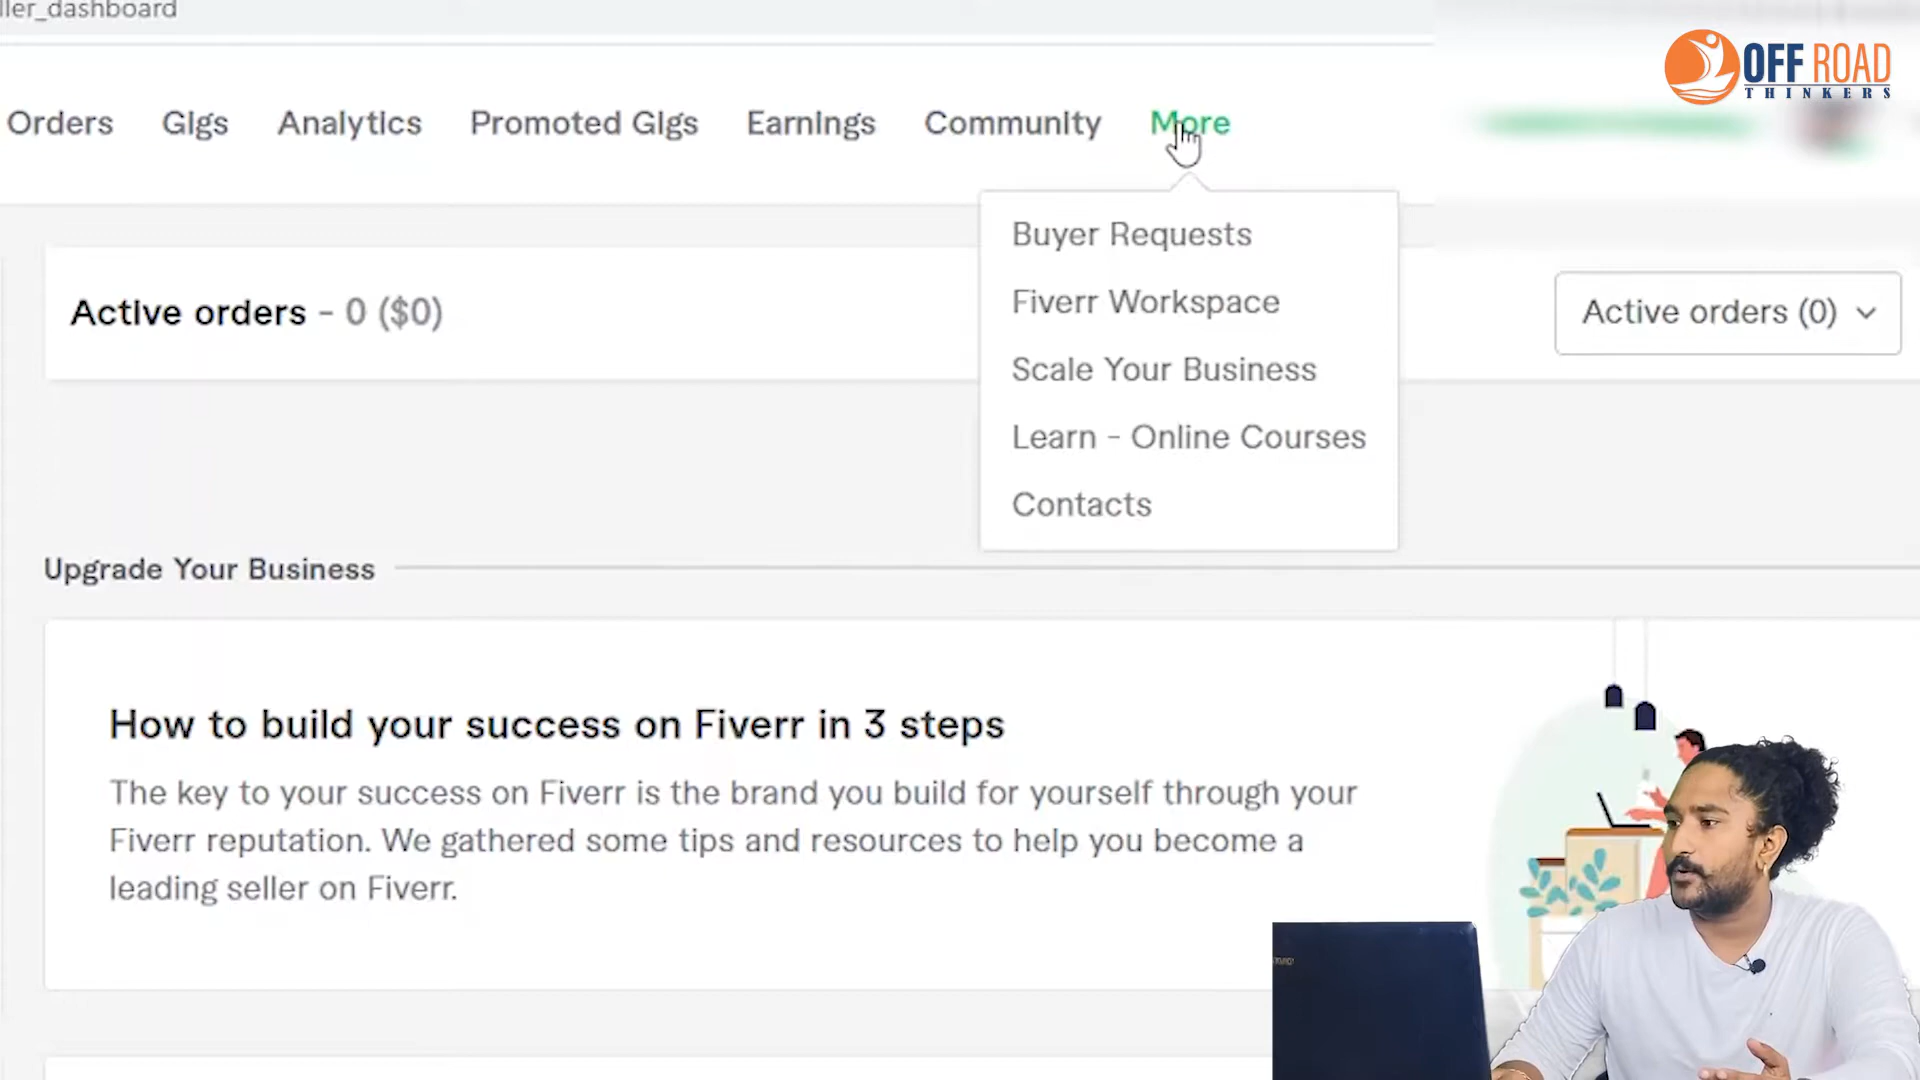 ller_dashboard
OFF ROAD
THINKERS
Orders Gigs Analytics Promoted Gigs Earnings Community More
Buyer Requests
Fiverr Workspace
Scale Your Business
Learn - Online Courses
Contacts
Active orders - 0 ($0)
Active orders (0)
Upgrade Your Business
How to build your success on Fiverr in 3 steps
The key to your success on Fiverr is the brand you build for yourself through your
Fiverr reputation. We gathered some tips and resources to help you become a
leading seller on Fiverr.